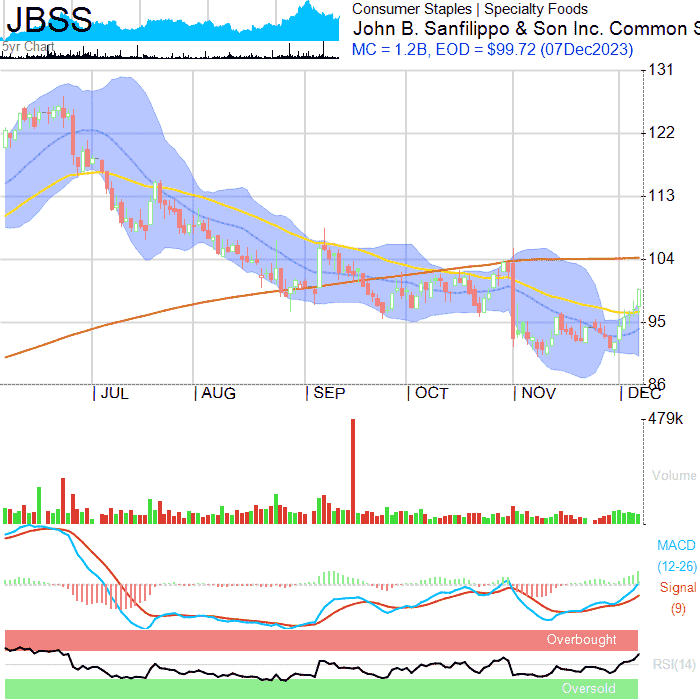 JBSS
5yr Chart
Consumer Staples | Specialty Foods
John B. Sanfilippo & Son Inc. Common S
MC = 1.2B, EOD = $99.72 (07Dec2023)
131
122
113
104
95
86
JUL AUG SEP OCT NOV DEC
479k
Volume
MACD
(12-26)
Signal
(9)
Overbought
RSI(14)
Oversold